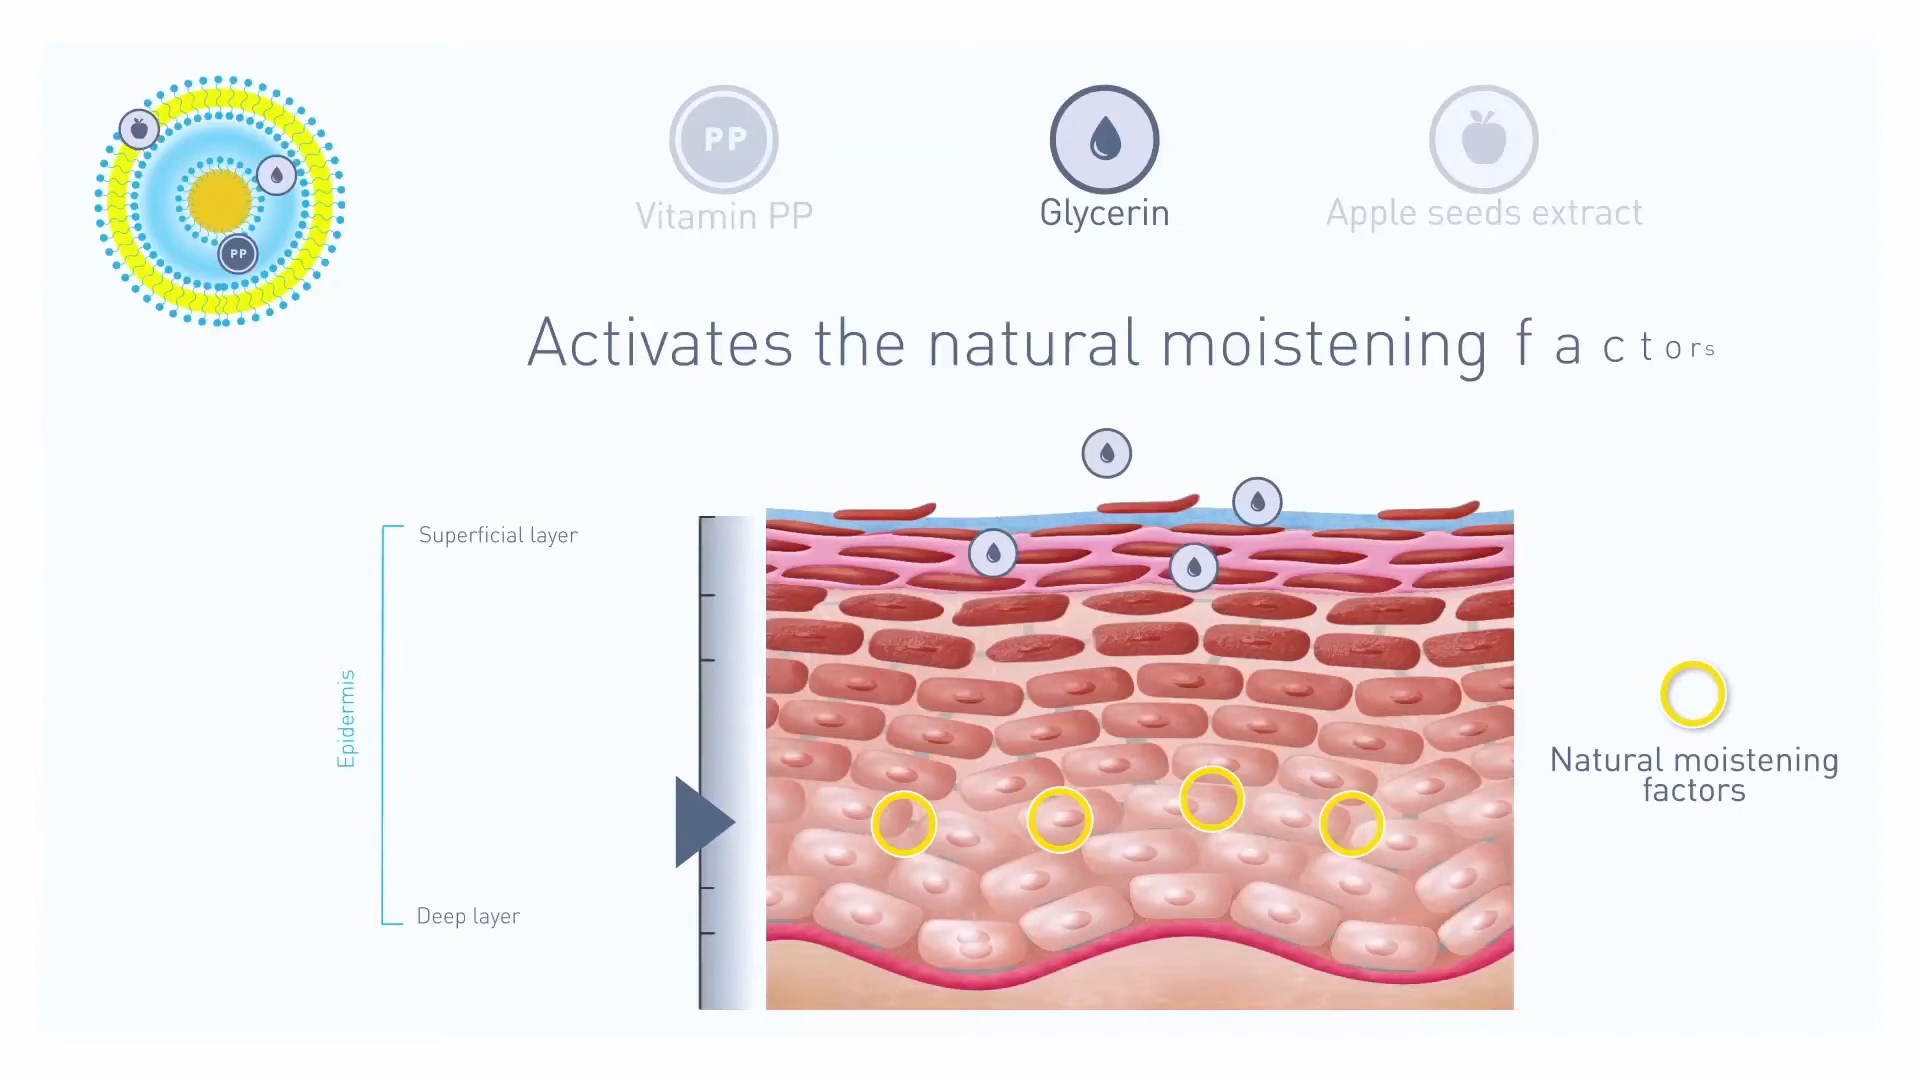 PP
PP
Vitamin PP
Glycerin
Apple seeds extract
Activates the natural moistening factors
Superficial layer
Epidermis
Deep layer
Natural moistening
factors